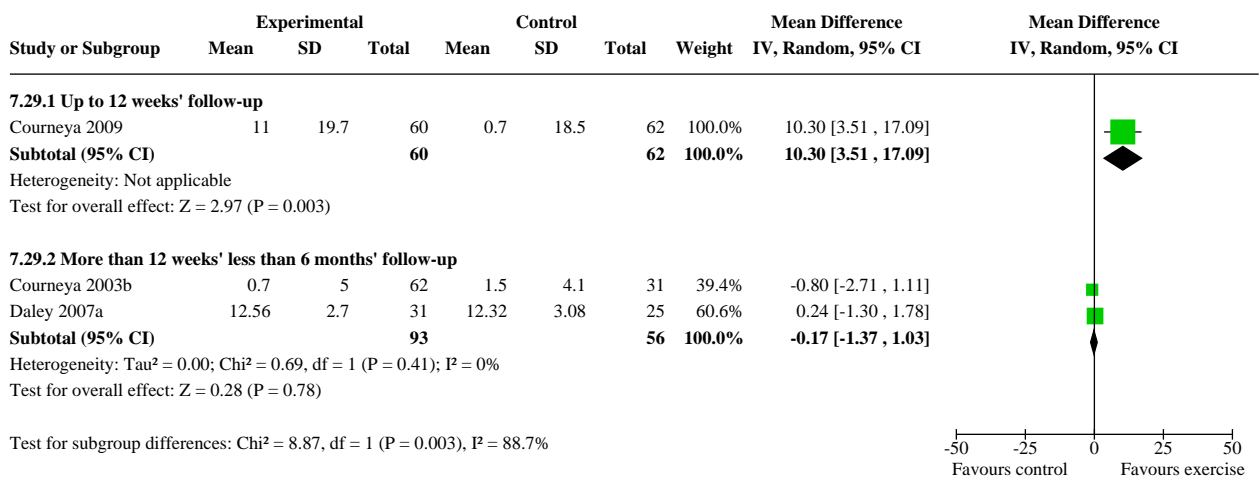 Experimental Control Mean Difference Mean Difference
Study or Subgroup Mean SD Total Mean SD Total Weight IV, Random, 95% CI IV, Random, 95% CI
7.29.1 Up to 12 weeks' follow-up
Courneya 2009 11 19.7 60 0.7 18.5 62 100.0% 10.30 [3.51 , 17.09]
Subtotal (95% CI) 60 62 100.0% 10.30 [3.51 , 17.09]
Heterogeneity: Not applicable
Test for overall effect: Z = 2.97 (P = 0.003)
7.29.2 More than 12 weeks' less than 6 months' follow-up
Courneya 2003b 0.7 5 62 1.5 4.1 31 39.4% -0.80 [-2.71 , 1.11]
Daley 2007a 12.56 2.7 31 12.32 3.08 25 60.6% 0.24 [-1.30 , 1.78]
Subtotal (95% CI) 93 56 100.0% -0.17 [-1.37 , 1.03]
Heterogeneity: Tau² = 0.00; Chi² = 0.69, df = 1 (P = 0.41); I² = 0%
Test for overall effect: Z = 0.28 (P = 0.78)
Test for subgroup differences: Chi² = 8.87, df = 1 (P = 0.003), I² = 88.7%
-50 -25 0 25 50
Favours control Favours exercise